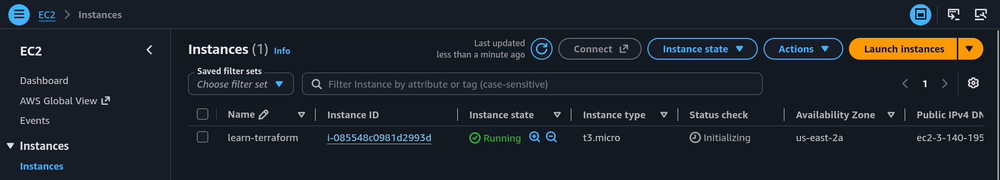 EC2 Instances
EC2
Dashboard
AWS Global View
Events
Instances
Instances
Instances (1) Info
Last updated
less than a minute ago
Connect
Instance state
Actions
Launch instances
Saved filter sets
Choose filter set
Filter Instance by attribute or tag (case-sensitive)
1
Name Instance ID Instance state Instance type Status check Availability Zone Public IPv4 DN
learn-terraform i-085548c0981d2993d Running t3.micro Initializing us-east-2a ec2-3-140-195